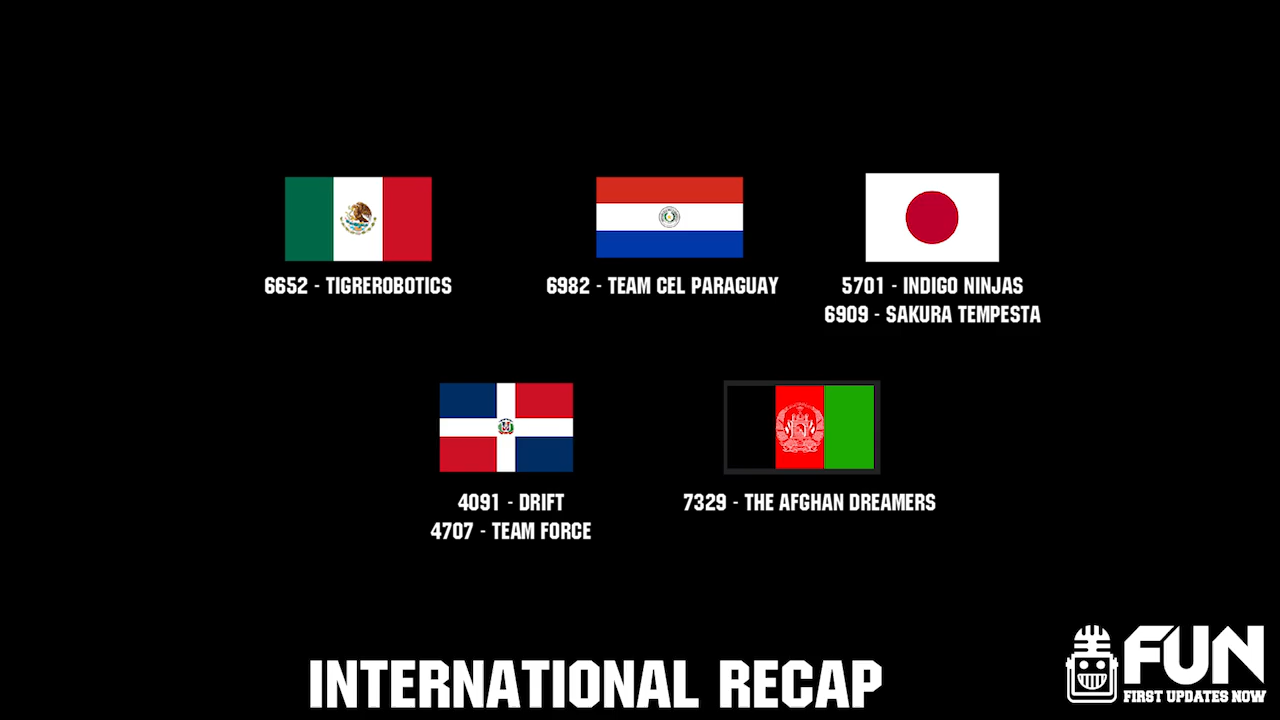 6652 - TIGREROBOTICS
6982 - TEAM CEL PARAGUAY
5701 - INDIGO NINJAS
6909 - SAKURA TEMPESTA
4091 - DRIFT
4707 - TEAM FORCE
7329 - THE AFGHAN DREAMERS
INTERNATIONAL RECAP
FUN
FIRST UPDATES NOW